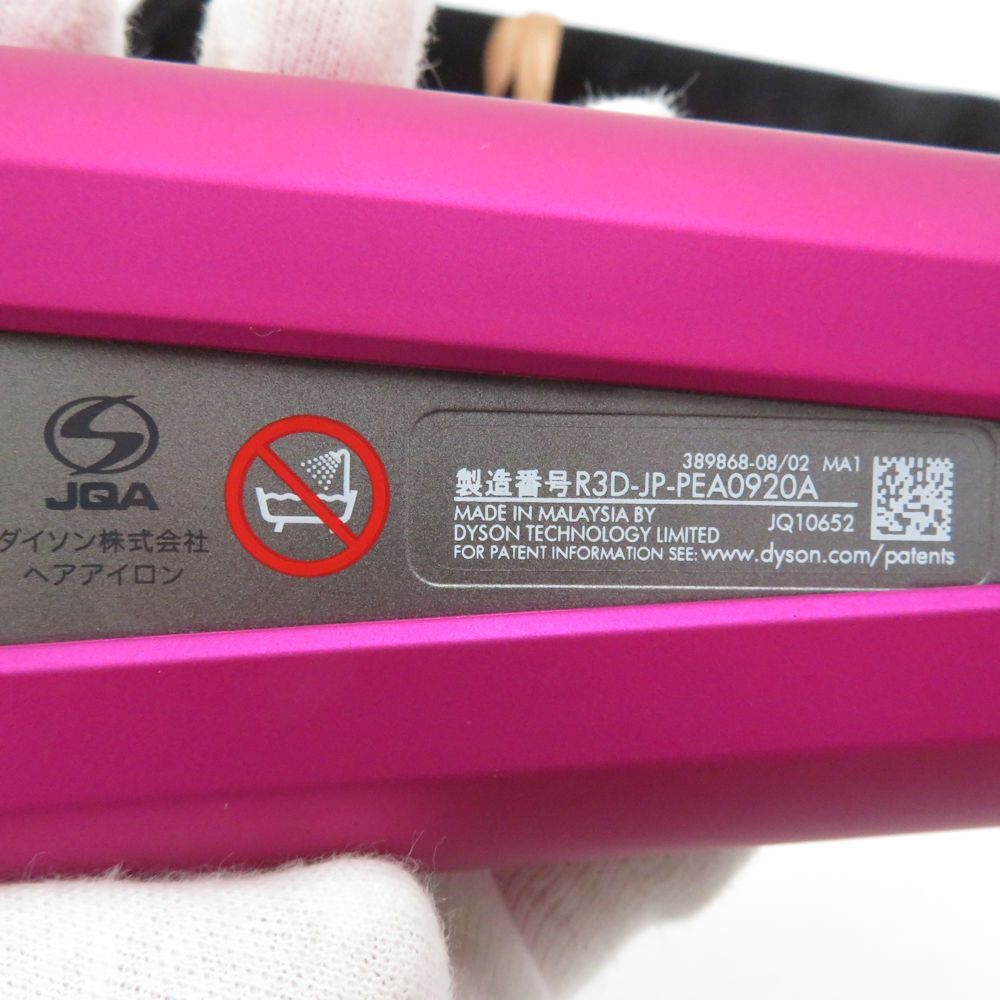 JQA
ダイソン株式会社
ヘアアイロン
389868-08/02 MA1
製造番号R3D-JP-PEA0920A
MADE IN MALAYSIA BY JQ10652
DYSON TECHNOLOGY LIMITED
FOR PATENT INFORMATION SEE: www.dyson.com/patents